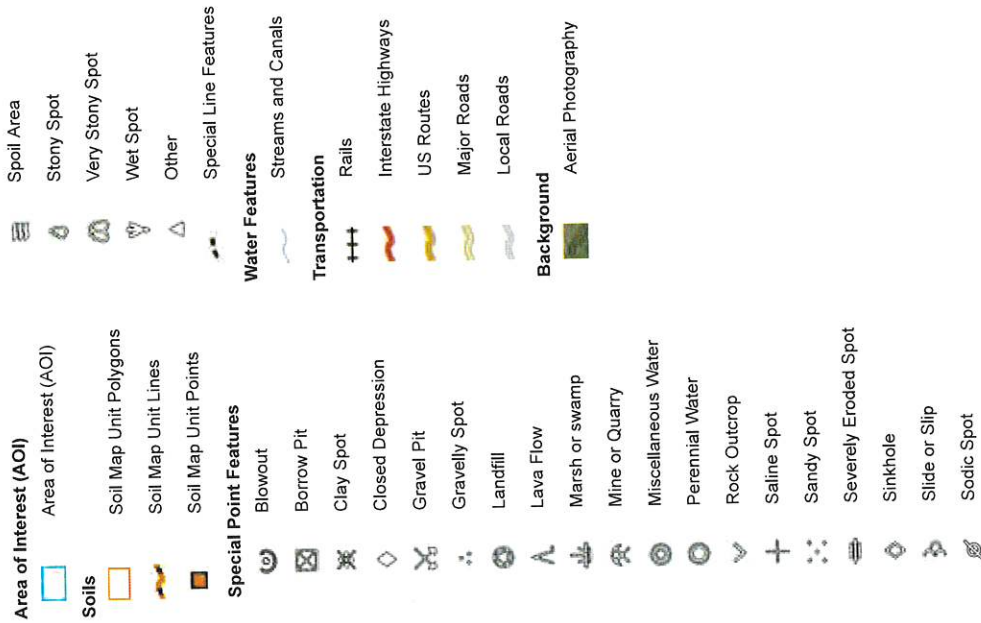 Area of Interest (AOI)
Area of Interest (AOI)
Soils
Soil Map Unit Polygons
Soil Map Unit Lines
Soil Map Unit Points
Special Point Features
Blowout
Borrow Pit
Clay Spot
Closed Depression
Gravel Pit
Gravelly Spot
Landfill
Lava Flow
Marsh or swamp
Mine or Quarry
Miscellaneous Water
Perennial Water
Rock Outcrop
Saline Spot
Sandy Spot
Severely Eroded Spot
Sinkhole
Slide or Slip
Sodic Spot
Spoil Area
Stony Spot
Very Stony Spot
Wet Spot
Other
Special Line Features
Water Features
Streams and Canals
Transportation
Rails
Interstate Highways
US Routes
Major Roads
Local Roads
Background
Aerial Photography